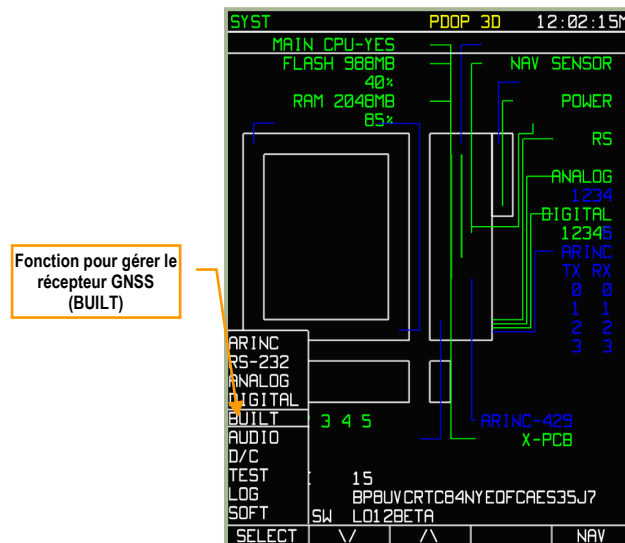 SYST PDOP 3D 12:02:15M
MAIN CPU-YES
FLASH 988MB NAV SENSOR
40%
RAM 2048MB POWER
85%
RS
ANALOG
1234
DIGITAL
12345
ARINC
TX RX
0 0
1 1
2 2
3 3
Fonction pour gérer le
récepteur GNSS
(BUILT)
ARINC
RS-232
ANALOG
DIGITAL
BUILT 3 4 5 ARINC-429
AUDIO X-PCB
D/C
TEST 15
LOG BPBUVCRTCB4NYEQFCAES35J7
SOFT SW L012BETA
SELECT \/ /\ NAV